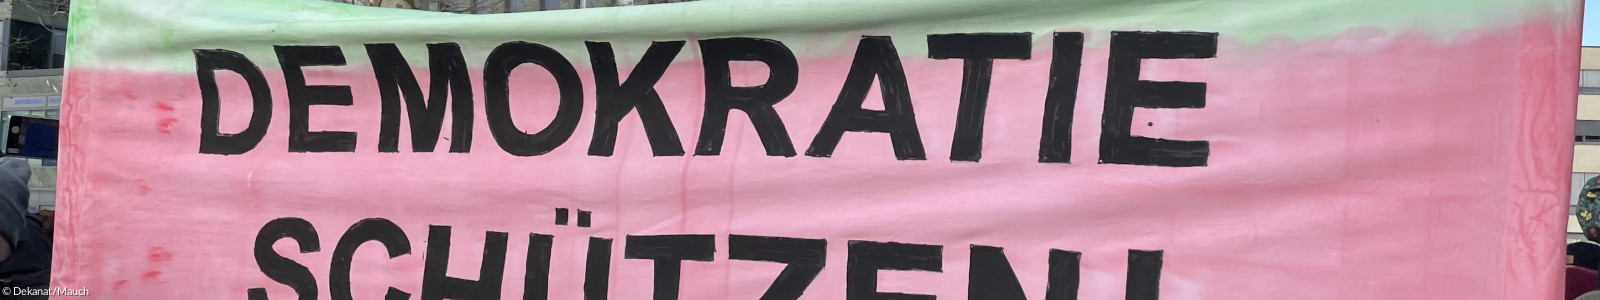 DEMOKRATIE
SCHÜTZEN!
© Dekanat/Mauch